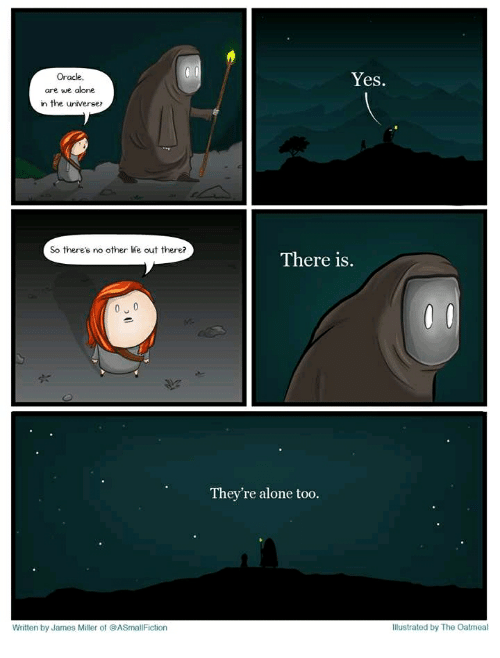 Oracle,
are we alone
in the universe?
Yes.
So there's no other life out there?
There is.
They're alone too.
Written by James Miller of @ASmallFiction
Illustrated by The Oatmeal